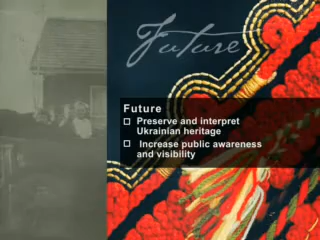 Future
Future
Preserve and interpret
Ukrainian heritage
Increase public awareness
and visibility